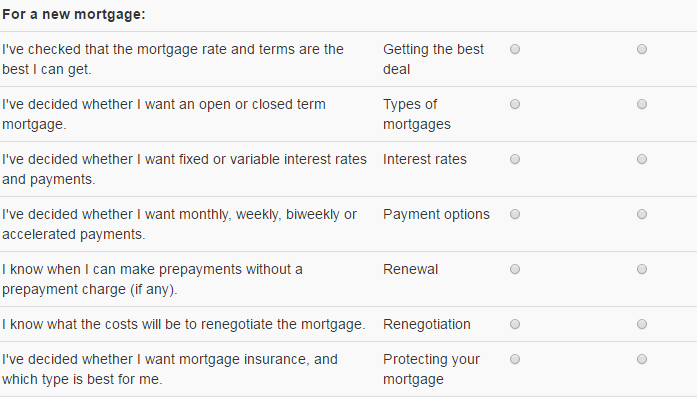 For a new mortgage:
I've checked that the mortgage rate and terms are the
best I can get.
Getting the best
deal
I've decided whether I want an open or closed term
mortgage.
Types of
mortgages
I've decided whether I want fixed or variable interest rates
and payments.
Interest rates
I've decided whether I want monthly, weekly, biweekly or
accelerated payments.
Payment options
I know when I can make prepayments without a
prepayment charge (if any).
Renewal
I know what the costs will be to renegotiate the mortgage.
Renegotiation
I've decided whether I want mortgage insurance, and
which type is best for me.
Protecting your
mortgage